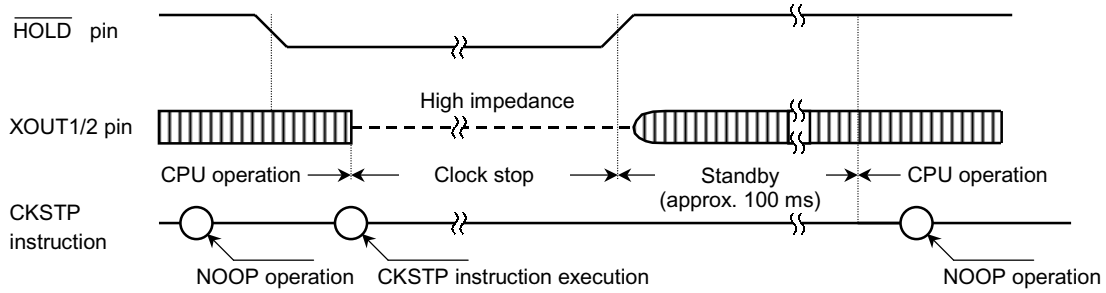 HOLD pin
High impedance
XOUT1/2 pin
CPU operation
Clock stop
Standby
(approx. 100 ms)
CPU operation
CKSTP
instruction
NOOP operation
CKSTP instruction execution
NOOP operation